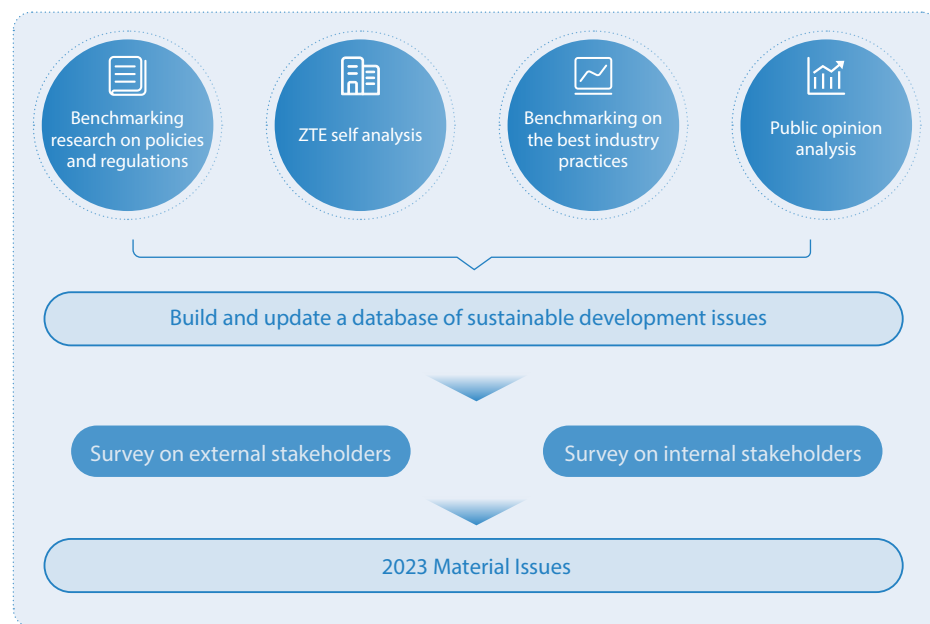 Benchmarking
research on policies
and regulations
ZTE self analysis
Benchmarking on
the best industry
practices
Public opinion
analysis
Build and update a database of sustainable development issues
Survey on external stakeholders
Survey on internal stakeholders
2023 Material Issues